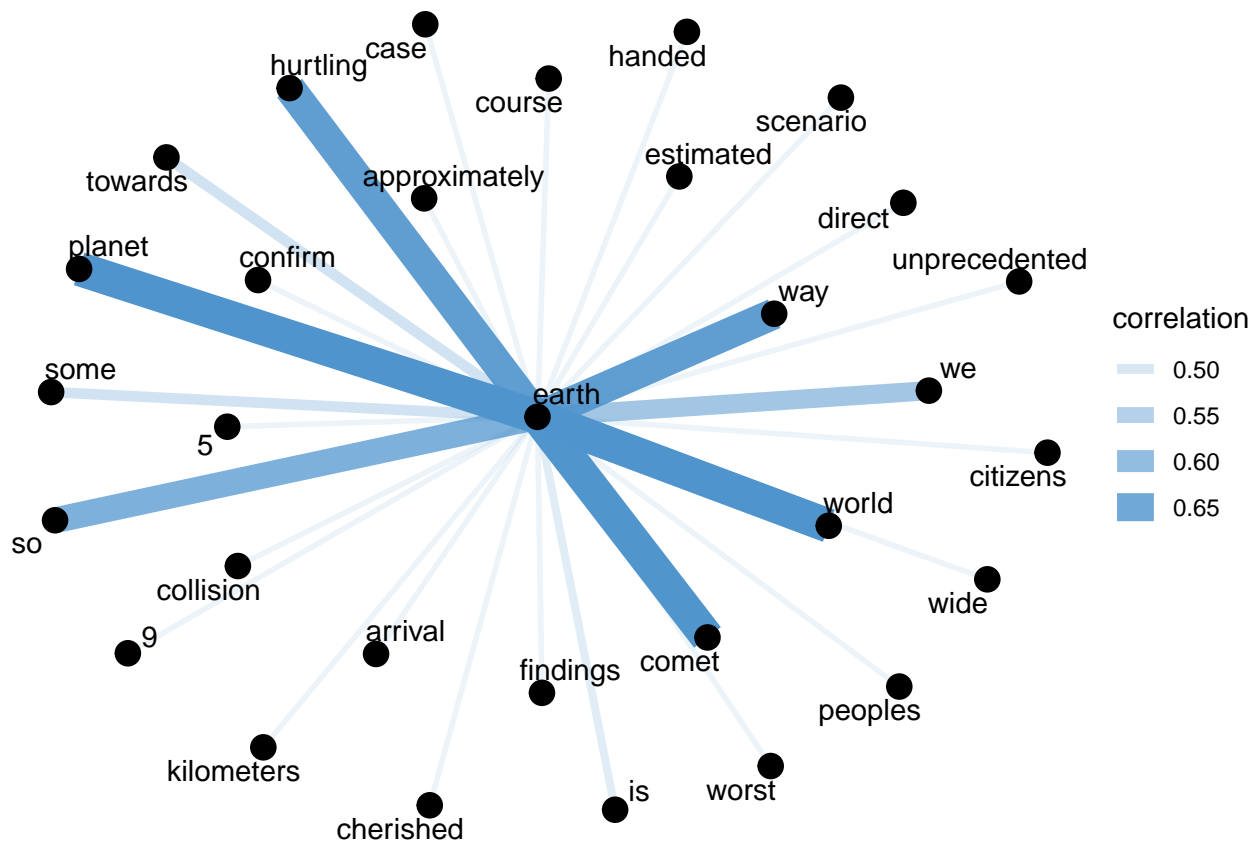 case
handed
hurtling
course
scenario
estimated
towards
approximately
direct
planet
confirm
unprecedented
way
correlation
some
earth
we
0.50
5
0.55
citizens
0.60
world
0.65
so
collision
wide
9
arrival
comet
findings
peoples
kilometers
is
worst
cherished